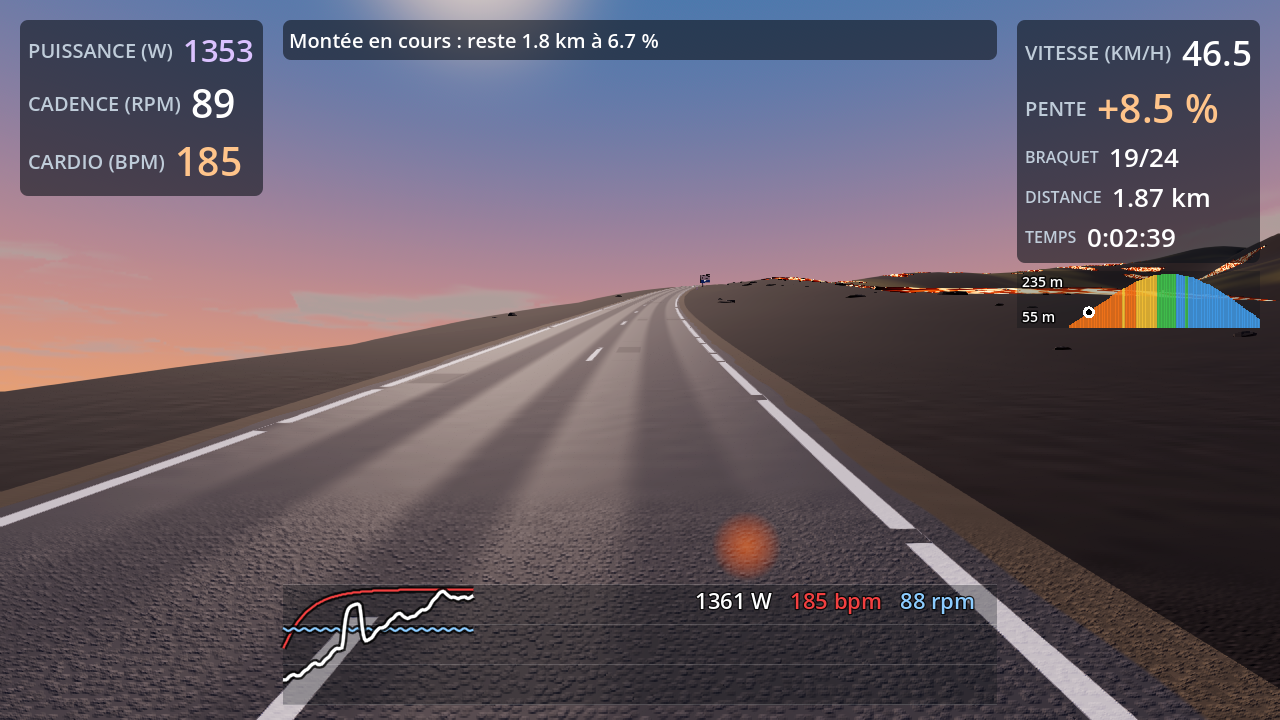 PUISSANCE (W) 1353
CADENCE (RPM) 89
CARDIO (BPM) 185
Montée en cours : reste 1.8 km à 6.7 %
VITESSE (KM/H) 46.5
PENTE +8.5 %
BRAQUET 19/24
DISTANCE 1.87 km
TEMPS 0:02:39
235 m
55 m
1361 W 185 bpm 88 rpm